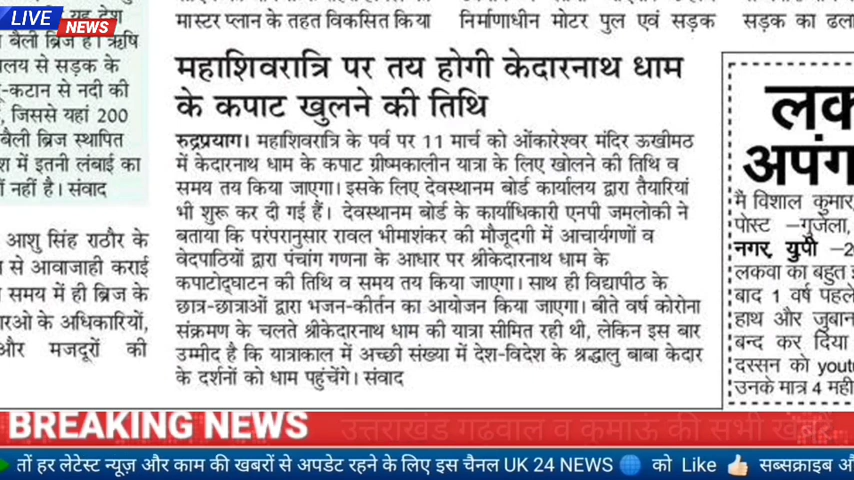 LIVE
NEWS
बैली ब्रिज है। ऋषि
लय से सड़क के
-कटान से नदी की
जिससे यहां 200
बैली ब्रिज स्थापित
में इतनी लंबाई का
नहीं है। संवाद
आशु सिंह राठौर के
से आवाजाही कराई
समय में ही ब्रिज के
आरओ के अधिकारियों,
और मजदूरों की
मास्टर प्लान के तहत विकसित किया
निर्माणाधीन मोटर पुल एवं सड़क
सड़क का ढला
महाशिवरात्रि पर तय होगी केदारनाथ धाम
के कपाट खुलने की तिथि
रुद्रप्रयाग। महाशिवरात्रि के पर्व पर 11 मार्च को ओंकारेश्वर मंदिर ऊखीमठ
में केदारनाथ धाम के कपाट ग्रीष्मकालीन यात्रा के लिए खोलने की तिथि व
समय तय किया जाएगा। इसके लिए देवस्थानम बोर्ड कार्यालय द्वारा तैयारियां
भी शुरू कर दी गई हैं। देवस्थानम बोर्ड के कार्याधिकारी एनपी जमलोकी ने
बताया कि परंपरानुसार रावल भीमाशंकर की मौजूदगी में आचार्यगणों व
वेदपाठियों द्वारा पंचांग गणना के आधार पर श्रीकेदारनाथ धाम के
कपाटोद्घाटन की तिथि व समय तय किया जाएगा। साथ ही विद्यापीठ के
छात्र-छात्राओं द्वारा भजन-कीर्तन का आयोजन किया जाएगा। बीते वर्ष कोरोना
संक्रमण के चलते श्रीकेदारनाथ धाम की यात्रा सीमित रही थी, लेकिन इस बार
उम्मीद है कि यात्राकाल में अच्छी संख्या में देश-विदेश के श्रद्धालु बाबा केदार
के दर्शनों को धाम पहुंचेंगे। संवाद
लक
अपंग
मै विशाल कुमार,
पोस्ट –गुर्जला,
नगर, यूपी –2
लकवा का बहुत
बाद 1 वर्ष पहले
हाथ और जुबान
बन्द कर दिया
दरसन को yout
उनके मात्र 4 मही
BREAKING NEWS
उत्तराखंड गढ़वाल व कुमाऊं की सभी खबरें
तों हर लेटेस्ट न्यूज़ और काम की खबरों से अपडेट रहने के लिए इस चैनल UK 24 NEWS 🌐 को Like 👍 सब्सक्राइब औ